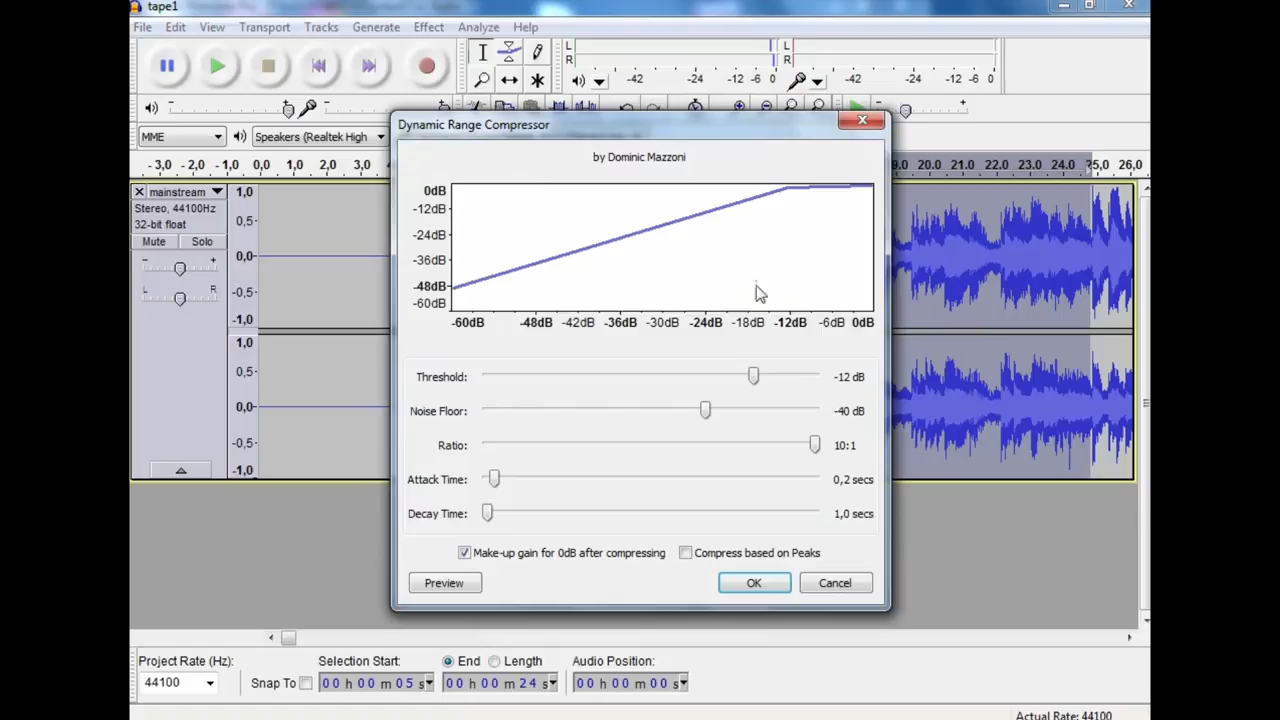 tape1
File Edit View Transport Tracks Generate Effect Analyze Help
L
R
-42 -24 -12 -6 0
L
R
-42 -24 -12 -6 0
MME
Speakers (Realtek High
- 3,0 - 2,0 - 1,0 0,0 1,0 2,0 3,0
20.0 21.0 22.0 23.0 24.0 25,0 26,0
mainstream
Stereo, 44100Hz
32-bit float
Mute Solo
- +
L R
1,0
0,5-
0,0-
-0,5-
-1,0
1,0
0,5-
0,0-
-0,5-
-1,0
Dynamic Range Compressor
by Dominic Mazzoni
0dB
-12dB
-24dB
-36dB
-48dB
-60dB
-60dB -48dB -42dB -36dB -30dB -24dB -18dB -12dB -6dB 0dB
Threshold: -12 dB
Noise Floor: -40 dB
Ratio: 10:1
Attack Time: 0,2 secs
Decay Time: 1,0 secs
Make-up gain for 0dB after compressing Compress based on Peaks
Preview OK Cancel
Project Rate (Hz): Selection Start: End Length Audio Position:
44100 Snap To 00 h 00 m 05 s 00 h 00 m 24 s 00 h 00 m 00 s
Actual Rate: 44100